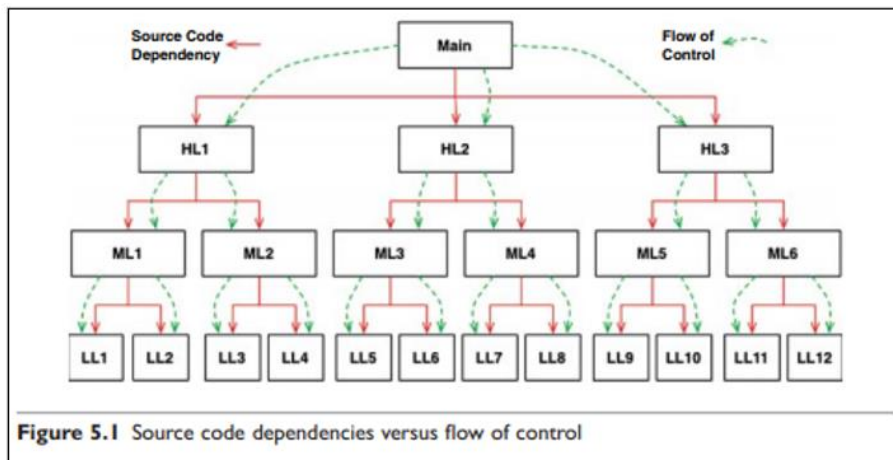 Source Code
Dependency
Main
Flow of
Control
HL1
HL2
HL3
ML1
ML2
ML3
ML4
ML5
ML6
LL1
LL2
LL3
LL4
LL5
LL6
LL7
LL8
LL9
LL10
LL11
LL12
Figure 5.1 Source code dependencies versus flow of control